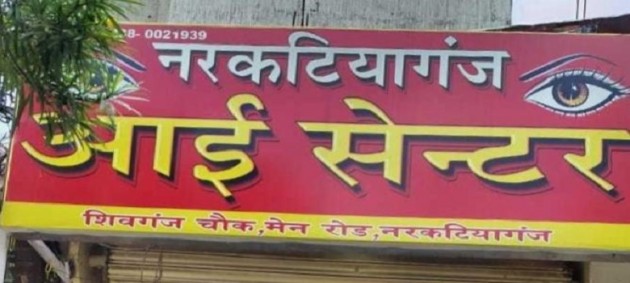 8- 0021939
नरकटियागंज
आई सेन्टर
शिवगंज चौक,मेन रोड,नरकटियागंज